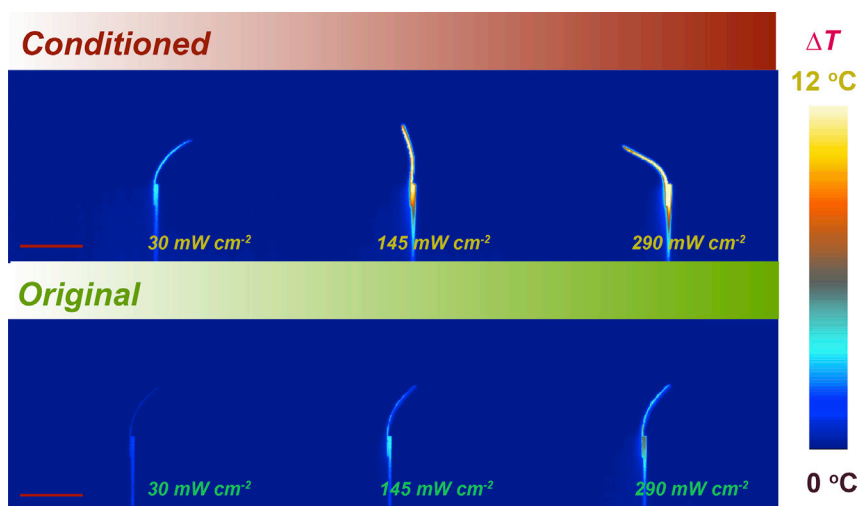 Conditioned
ΔT
12 °C
30 mW cm-2
145 mW cm-2
290 mW cm-2
Original
30 mW cm-2
145 mW cm-2
290 mW cm-2
0 °C